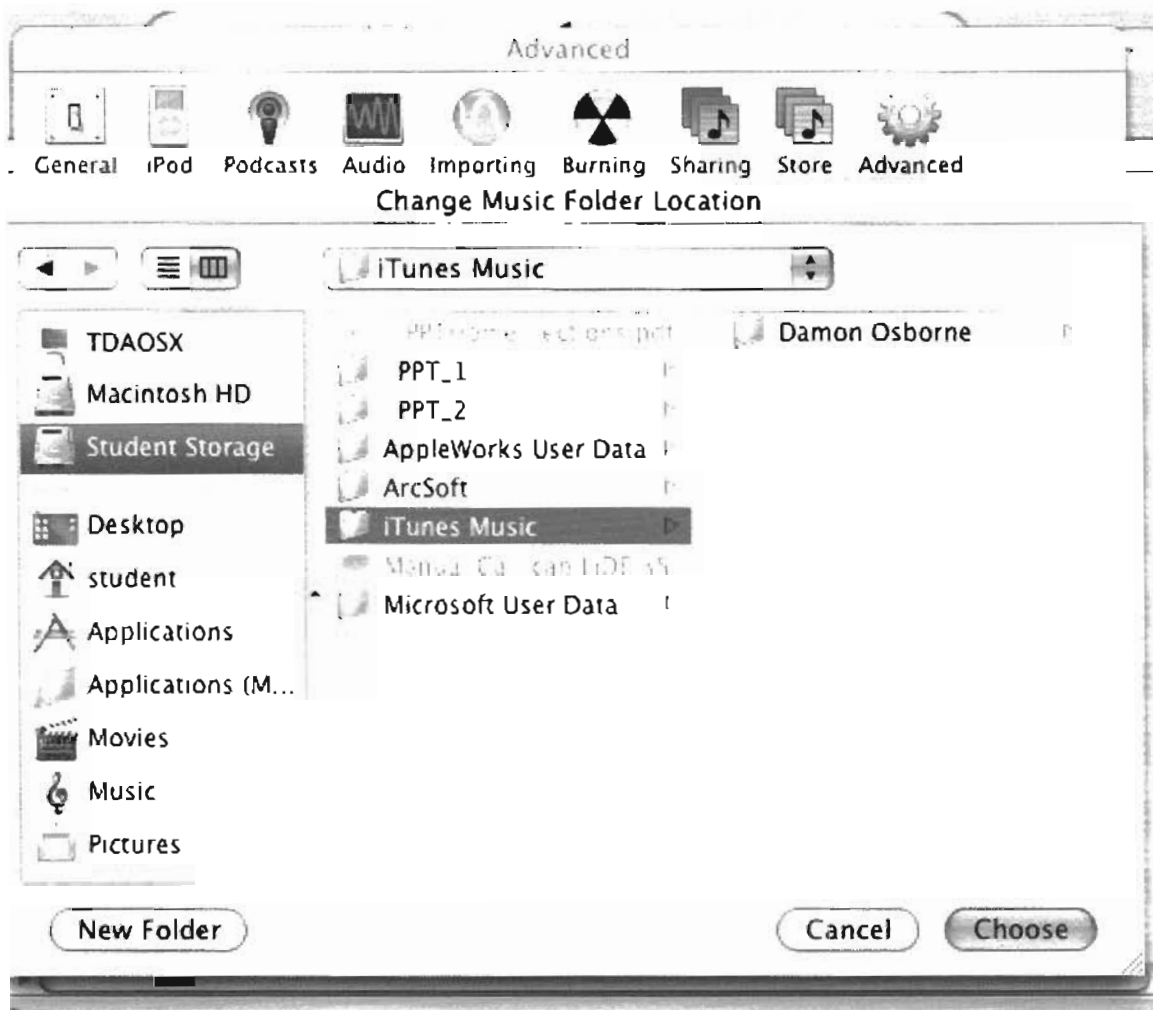 Advanced
General iPod Podcasts Audio Importing Burning Sharing Store Advanced
Change Music Folder Location
iTunes Music
TDAOSX
Macintosh HD
Student Storage
Desktop
student
Applications
Applications (M...
Movies
Music
Pictures
PPT_1
PPT_2
AppleWorks User Data
ArcSoft
iTunes Music
Microsoft User Data
Damon Osborne
New Folder
Cancel Choose